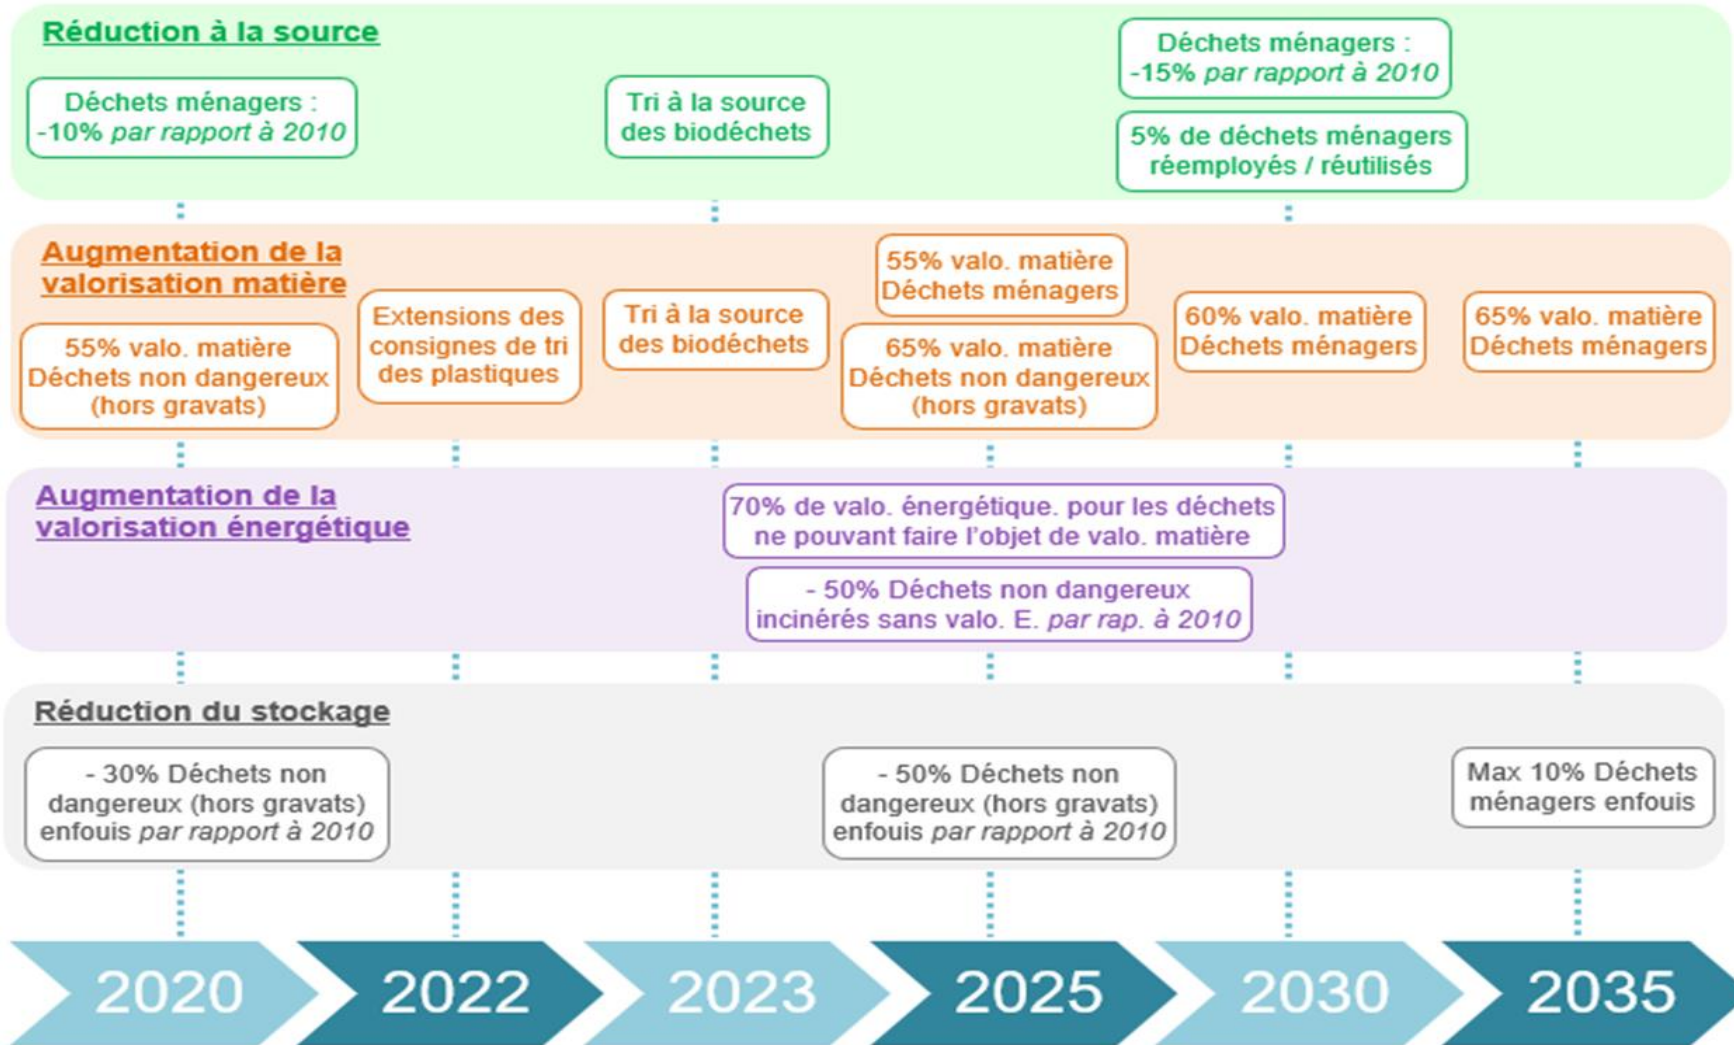 Réduction à la source
Déchets ménagers :
-10% par rapport à 2010
Tri à la source
des biodéchets
Déchets ménagers :
-15% par rapport à 2010
5% de déchets ménagers
réemployés / réutilisés
Augmentation de la
valorisation matière
55% valo. matière
Déchets non dangereux
(hors gravats)
Extensions des
consignes de tri
des plastiques
Tri à la source
des biodéchets
55% valo. matière
Déchets ménagers
65% valo. matière
Déchets non dangereux
(hors gravats)
60% valo. matière
Déchets ménagers
65% valo. matière
Déchets ménagers
Augmentation de la
valorisation énergétique
70% de valo. énergétique. pour les déchets
ne pouvant faire l'objet de valo. matière
- 50% Déchets non dangereux
incinérés sans valo. E. par rap. à 2010
Réduction du stockage
- 30% Déchets non
dangereux (hors gravats)
enfouis par rapport à 2010
- 50% Déchets non
dangereux (hors gravats)
enfouis par rapport à 2010
Max 10% Déchets
ménagers enfouis
2020
2022
2023
2025
2030
2035